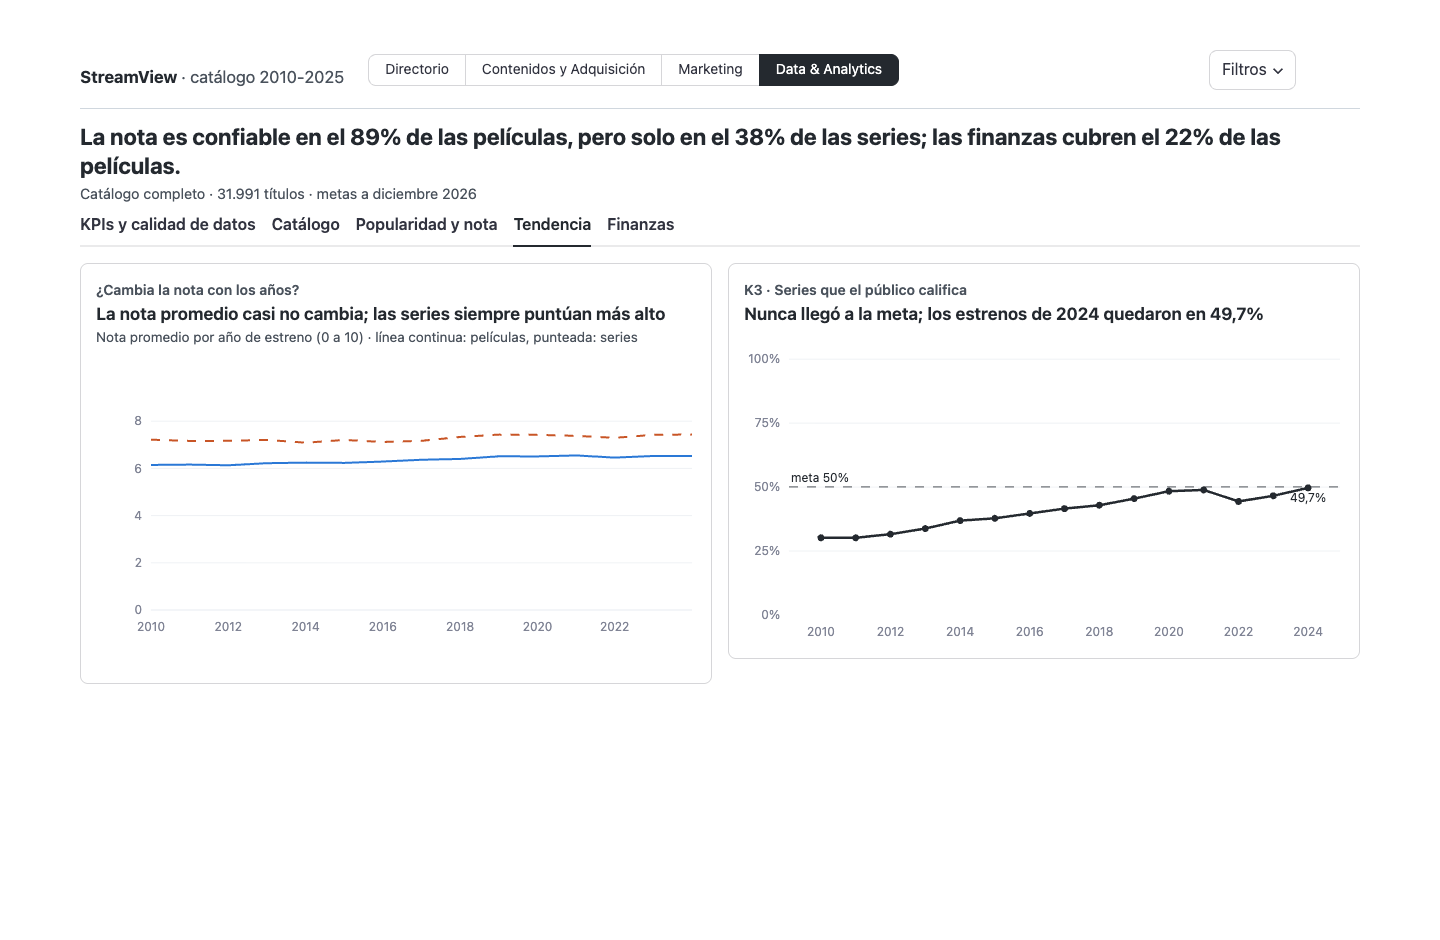 StreamView · catálogo 2010-2025
Directorio
Contenidos y Adquisición
Marketing
Data & Analytics
Filtros
La nota es confiable en el 89% de las películas, pero solo en el 38% de las series; las finanzas cubren el 22% de las
películas.
Catálogo completo · 31.991 títulos · metas a diciembre 2026
KPIs y calidad de datos
Catálogo
Popularidad y nota
Tendencia
Finanzas
¿Cambia la nota con los años?
La nota promedio casi no cambia; las series siempre puntúan más alto
Nota promedio por año de estreno (0 a 10) · línea continua: películas, punteada: series
8
6
4
2
0
2010 2012 2014 2016 2018 2020 2022
K3 · Series que el público califica
Nunca llegó a la meta; los estrenos de 2024 quedaron en 49,7%
100%
75%
meta 50%
50%
49,7%
25%
0%
2010 2012 2014 2016 2018 2020 2022 2024